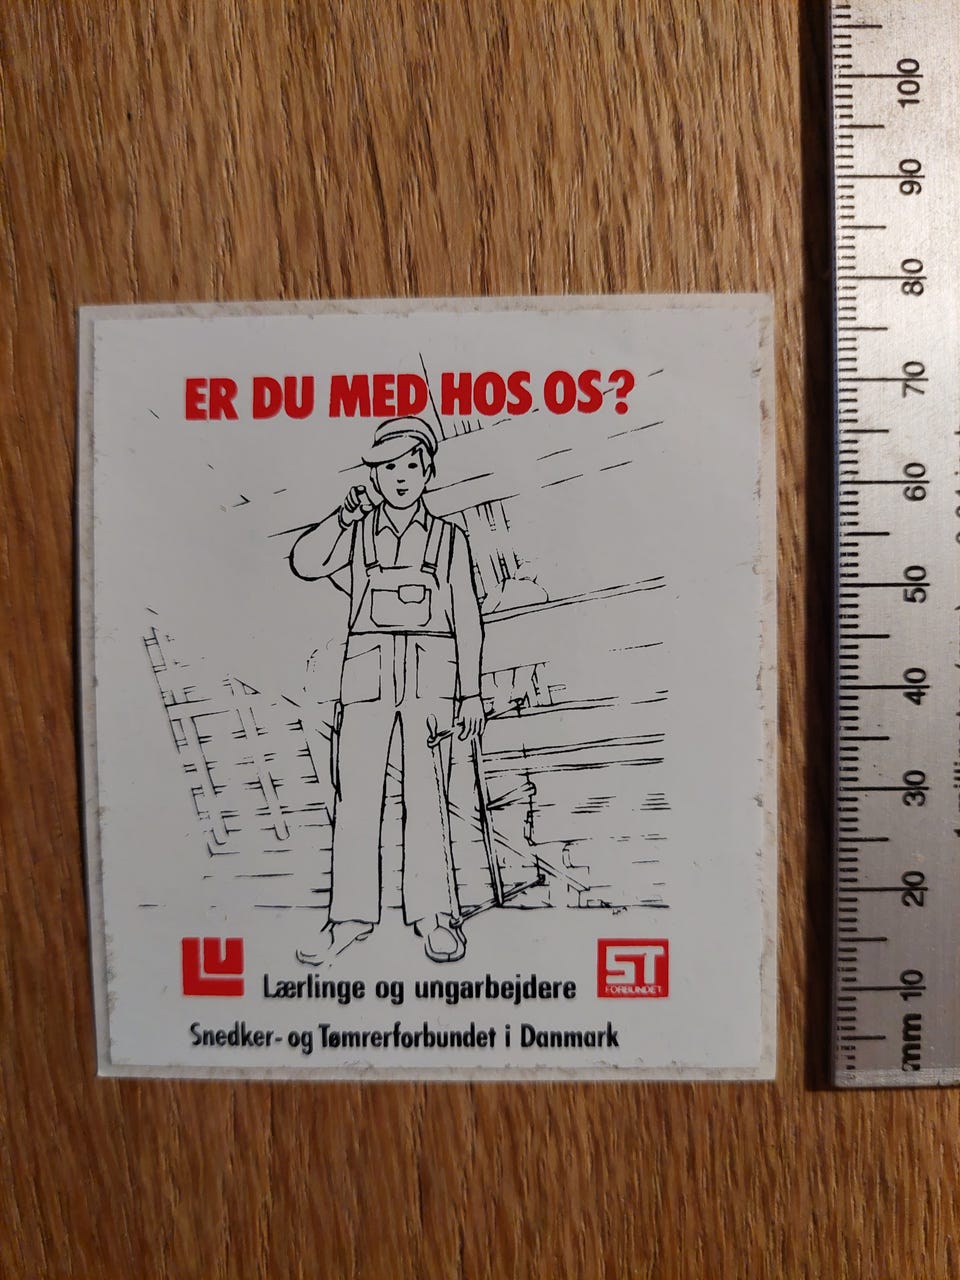 ER DU MED HOS OS?
LU
Lærlinge og ungarbejdere
ST
FORBUNDET
Snedker- og Tømrerforbundet i Danmark
100
90
80
70
60
50
40
30
20
mm 10